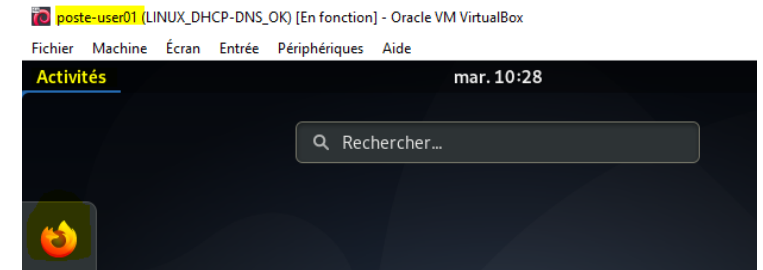 poste-user01 (LINUX_DHCP-DNS_OK) [En fonction] - Oracle VM VirtualBox
Fichier Machine Écran Entrée Périphériques Aide
Activités mar. 10:28
Rechercher...